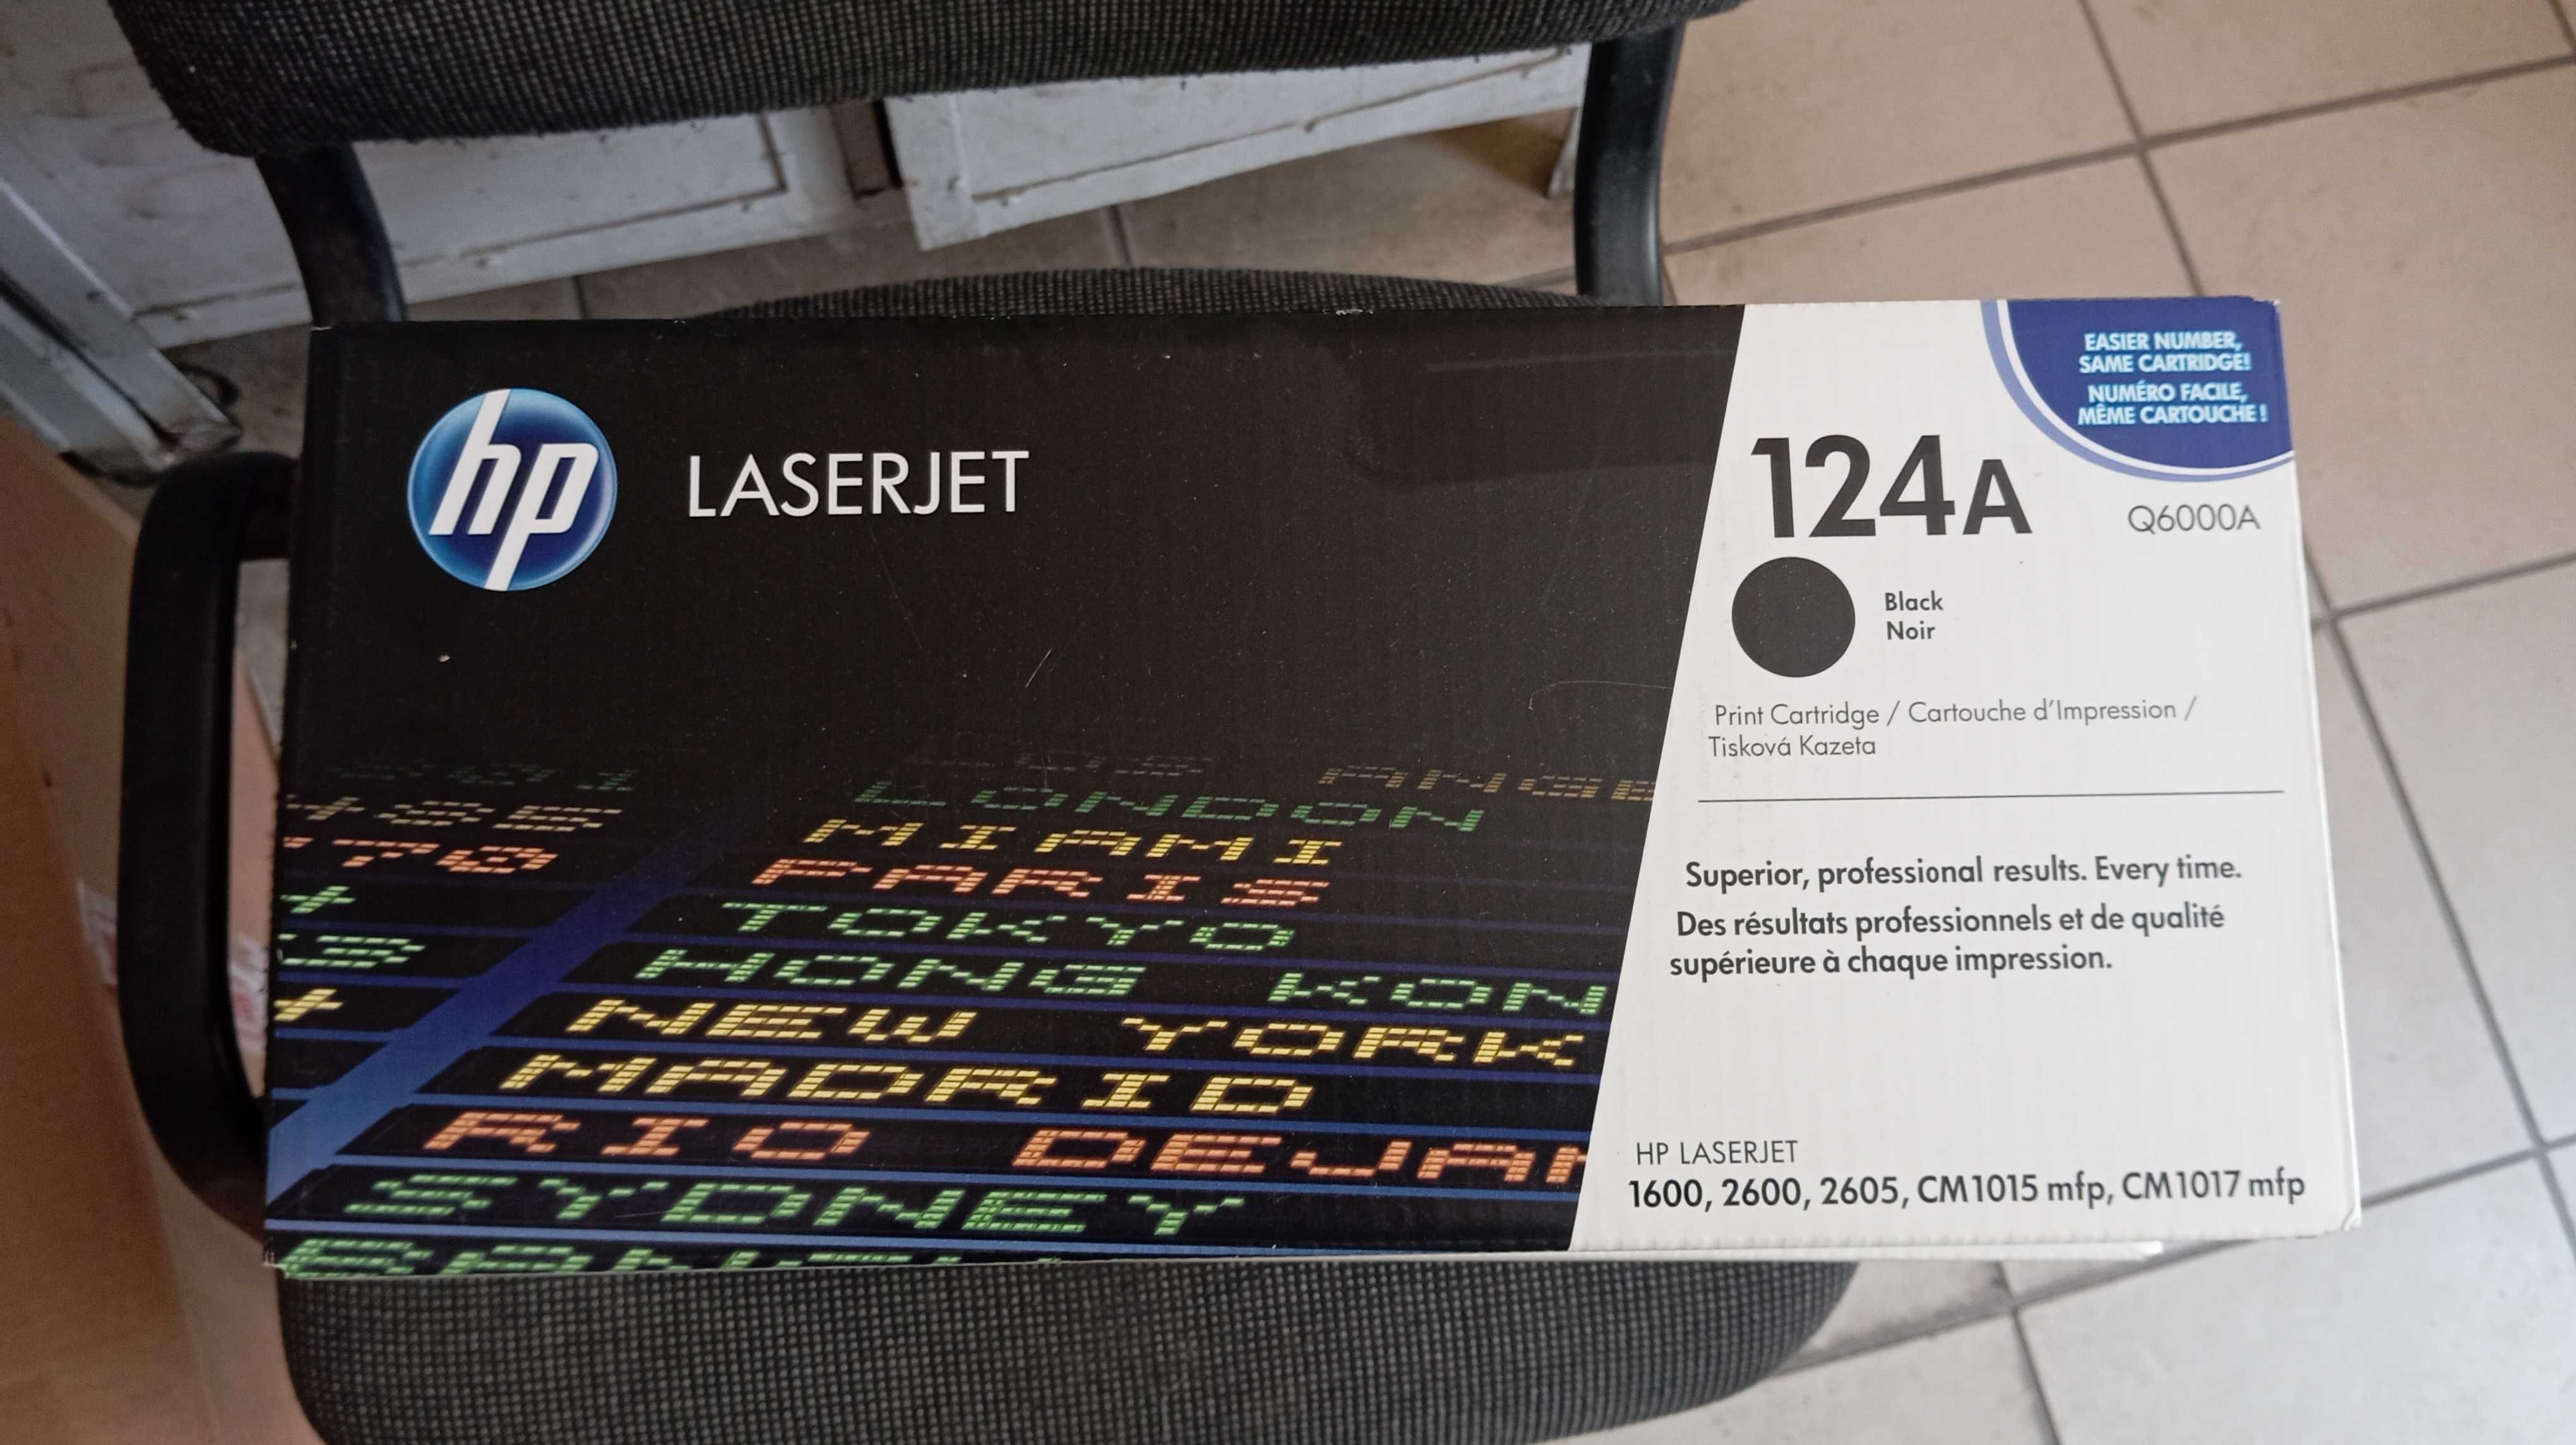 hp
LASERJET
EASIER NUMBER,
SAME CARTRIDGE!
NUMÉRO FACILE,
MÊME CARTOUCHE !
124A
Q6000A
Black
Noir
Print Cartridge / Cartouche d'Impression /
Tisková Kazeta
Superior, professional results. Every time.
Des résultats professionnels et de qualité
supérieure à chaque impression.
HP LASERJET
1600, 2600, 2605, CM1015 mfp, CM1017 mfp
LONDON
MIAMI
PARIS
TOKYO
HONG KON
NEW YORK
MADRID
RIO DEJAN
SYDNEY